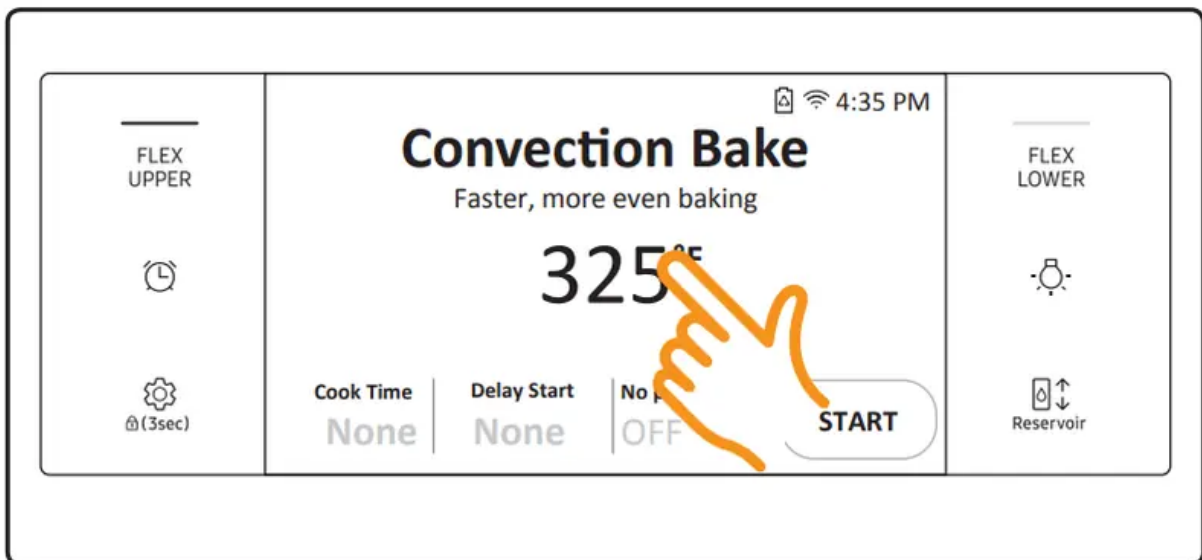 4:35 PM
FLEX
UPPER
Convection Bake
Faster, more even baking
FLEX
LOWER
325°F
Cook Time
Delay Start
No
None
None
OFF
START
(3sec)
Reservoir